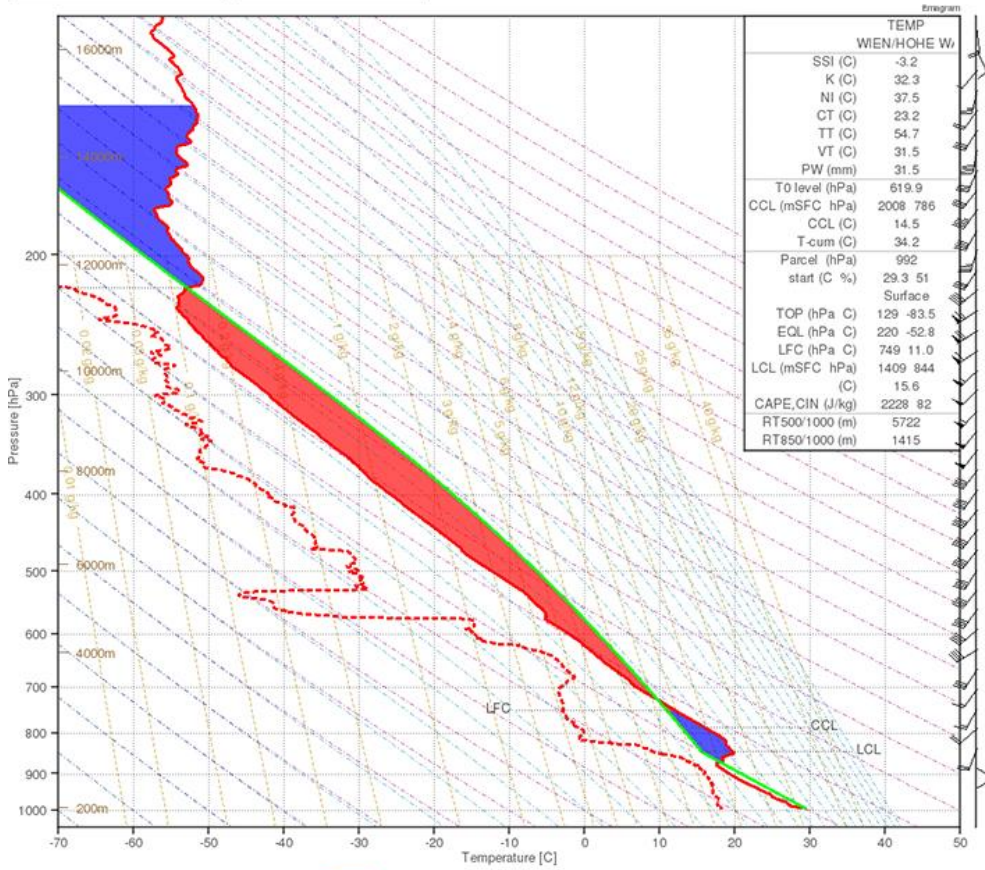 Emagram
TEMP
WIEN/HOHE WA
SSI (C) -3.2
K (C) 32.3
NI (C) 37.5
CT (C) 23.2
TT (C) 54.7
VT (C) 31.5
PW (mm) 31.5
T0 level (hPa) 619.9
CCL (mSFC hPa) 2008 786
CCL (C) 14.5
T-cum (C) 34.2
Parcel (hPa) 992
start (C %) 29.3 51
Surface
TOP (hPa C) 129 -83.5
EQL (hPa C) 220 -52.8
LFC (hPa C) 749 11.0
LCL (mSFC hPa) 1409 844
(C) 15.6
CAPE,CIN (J/kg) 2228 82
RT500/1000 (m) 5722
RT850/1000 (m) 1415
16000m
14000m
200
12000m
1 g/kg
2 g/kg
10000m
300
Pressure [hPa]
8000m
400
500
6000m
600
4000m
700
LFC
CCL
800
LCL
900
1000
200m
-70 -60 -50 -40 -30 -20 -10 0 10 20 30 40 50
Temperature [C]